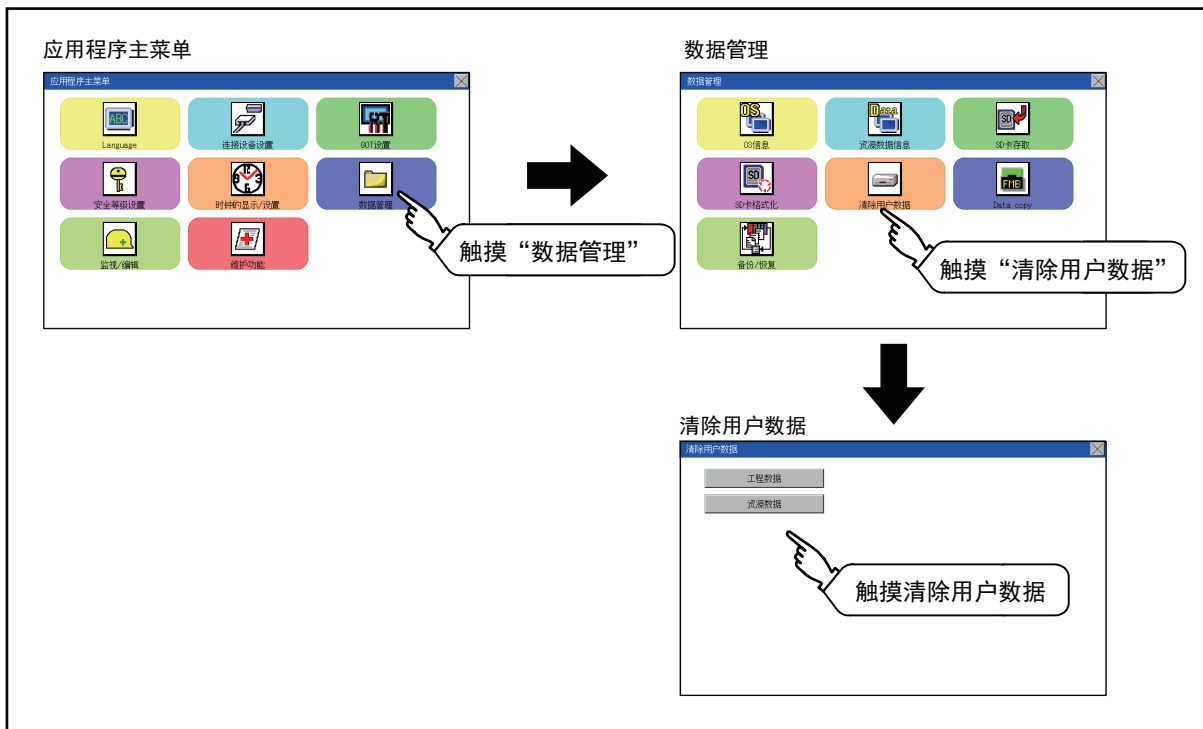 应用程序主菜单
应用程序主菜单
ABC
Language
连接设备设置
GOT设置
安全等级设置
时钟的显示/设置
数据管理
监视/编辑
维护功能
触摸“数据管理”
数据管理
数据管理
OS
OS信息
Data
资源数据信息
SD
SD卡存取
SD
SD卡格式化
清除用户数据
FMB
Data copy
备份/恢复
触摸“清除用户数据”
清除用户数据
清除用户数据
工程数据
资源数据
触摸清除用户数据